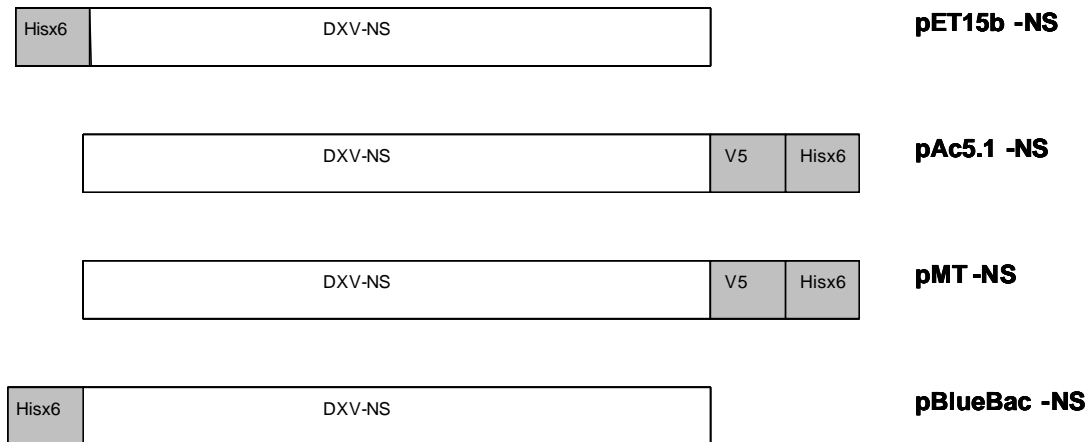 Hisx6 DXV-NS pET15b -NS
DXV-NS V5 Hisx6 pAc5.1 -NS
DXV-NS V5 Hisx6 pMT -NS
Hisx6 DXV-NS pBlueBac -NS